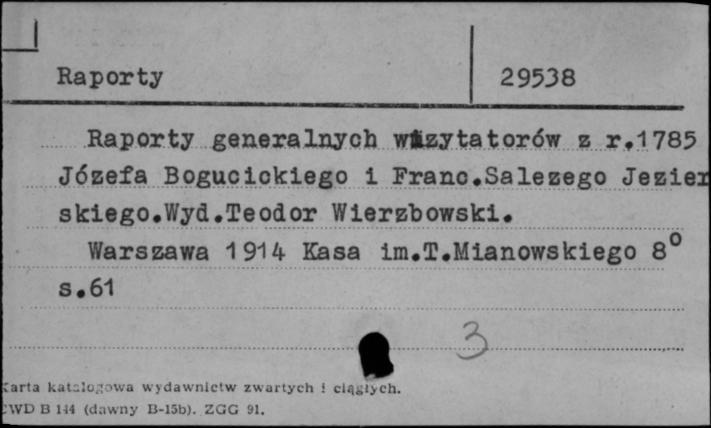 Raporty 29538
Raporty generalnych wizytatorów z r.1785
Józefa Bogucickiego i Franc.Salezego Jezier
skiego.Wyd.Teodor Wierzbowski.
Warszawa 1914 Kasa im.T.Mianowskiego 8°
s.61
3
Karta katalogowa wydawnictw zwartych i ciągłych.
CWD B 144 (dawny B-15b). ZGG 91.